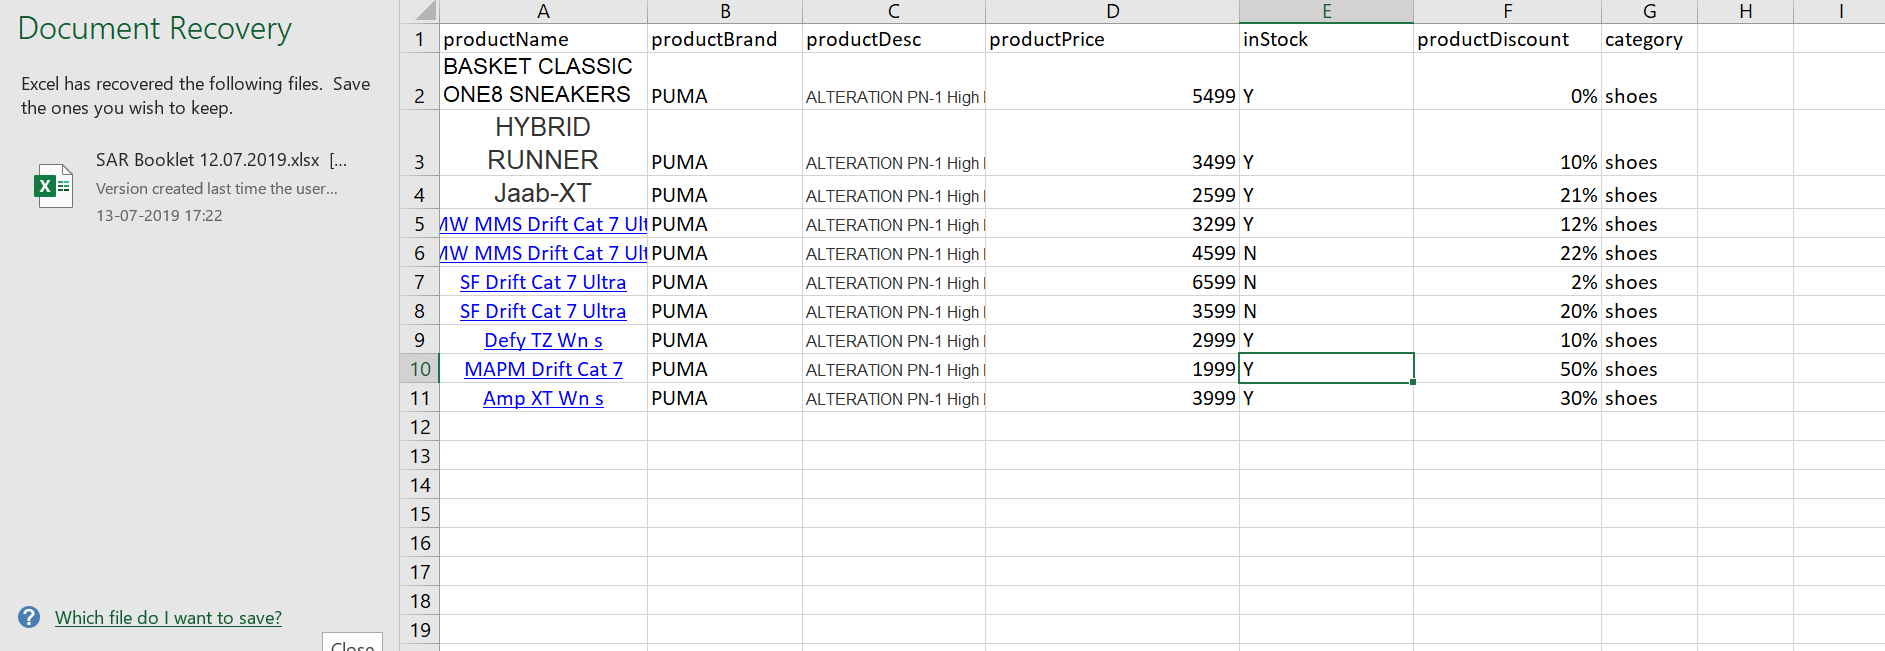 Document Recovery
Excel has recovered the following files. Save
the ones you wish to keep.
SAR Booklet 12.07.2019.xlsx [...
Version created last time the user...
13-07-2019 17:22
Which file do I want to save?
Close
A B C D E F G H I
1 productName productBrand productDesc productPrice inStock productDiscount category
BASKET CLASSIC
2 ONE8 SNEAKERS PUMA ALTERATION PN-1 High 5499 Y 0% shoes
HYBRID
3 RUNNER PUMA ALTERATION PN-1 High 3499 Y 10% shoes
4 Jaab-XT PUMA ALTERATION PN-1 High 2599 Y 21% shoes
5 MW MMS Drift Cat 7 Ult PUMA ALTERATION PN-1 High 3299 Y 12% shoes
6 MW MMS Drift Cat 7 Ult PUMA ALTERATION PN-1 High 4599 N 22% shoes
7 SF Drift Cat 7 Ultra PUMA ALTERATION PN-1 High 6599 N 2% shoes
8 SF Drift Cat 7 Ultra PUMA ALTERATION PN-1 High 3599 N 20% shoes
9 Defy TZ Wn s PUMA ALTERATION PN-1 High 2999 Y 10% shoes
10 MAPM Drift Cat 7 PUMA ALTERATION PN-1 High 1999 Y 50% shoes
11 Amp XT Wn s PUMA ALTERATION PN-1 High 3999 Y 30% shoes
12
13
14
15
16
17
18
19